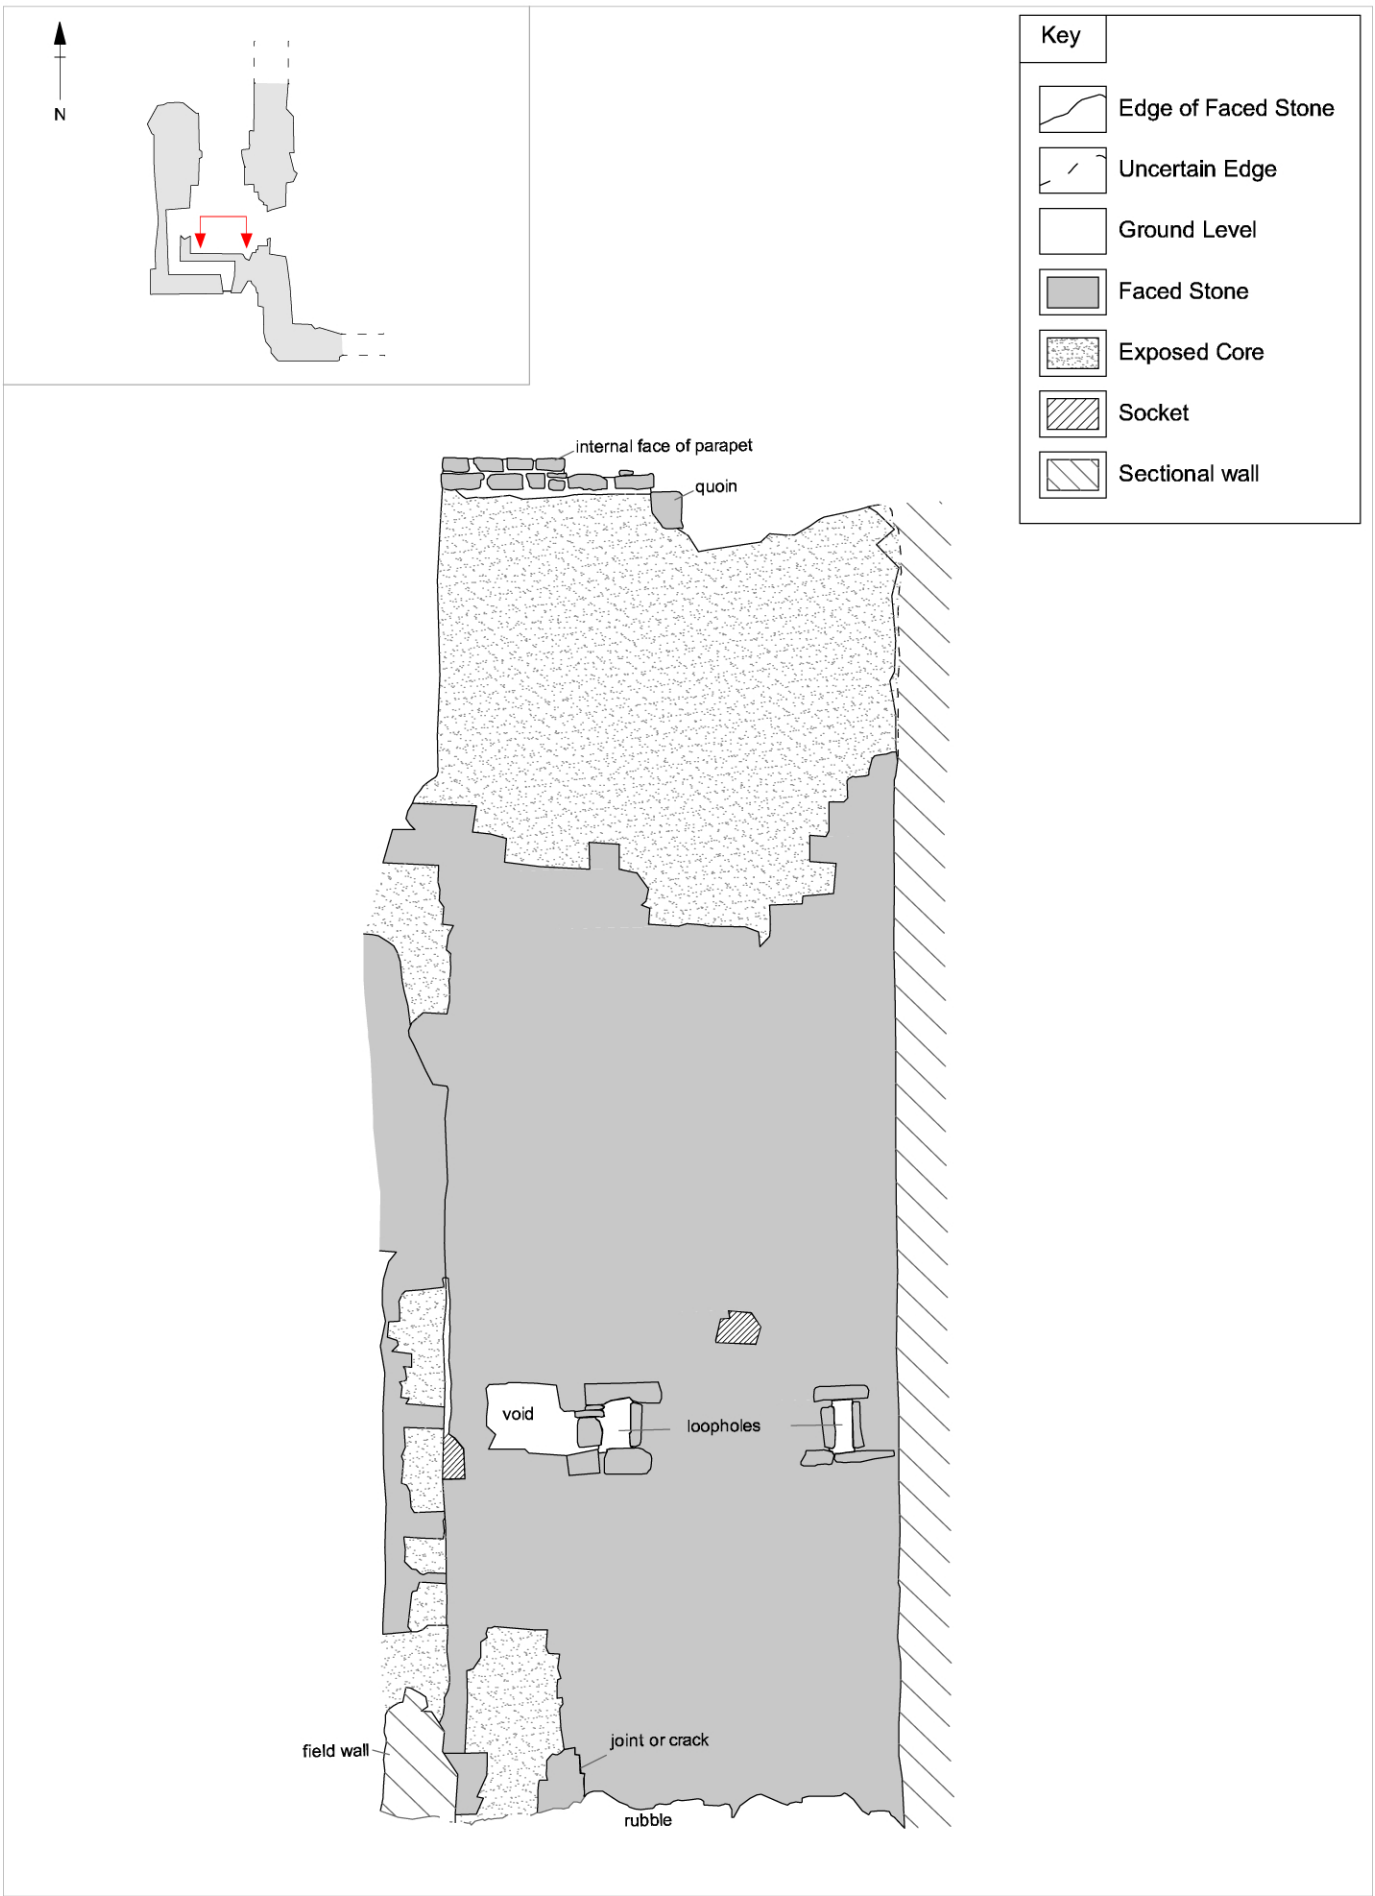 N
Key
Edge of Faced Stone
Uncertain Edge
Ground Level
Faced Stone
Exposed Core
Socket
Sectional wall
internal face of parapet
quoin
void
loopholes
joint or crack
field wall
rubble